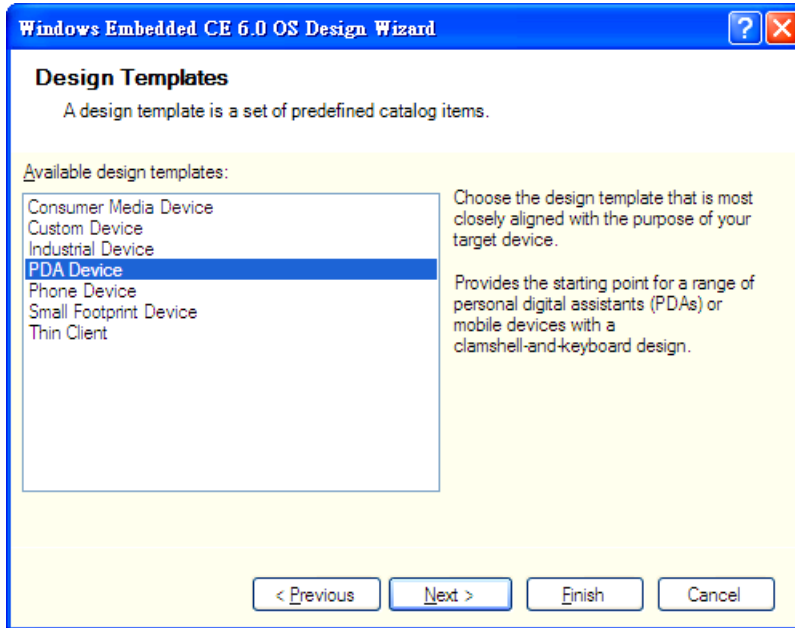 Windows Embedded CE 6.0 OS Design Wizard
?
Design Templates
A design template is a set of predefined catalog items.
Available design templates:
Consumer Media Device
Custom Device
Industrial Device
PDA Device
Phone Device
Small Footprint Device
Thin Client
Choose the design template that is most
closely aligned with the purpose of your
target device.
Provides the starting point for a range of
personal digital assistants (PDAs) or
mobile devices with a
clamshell-and-keyboard design.
< Previous
Next >
Finish
Cancel